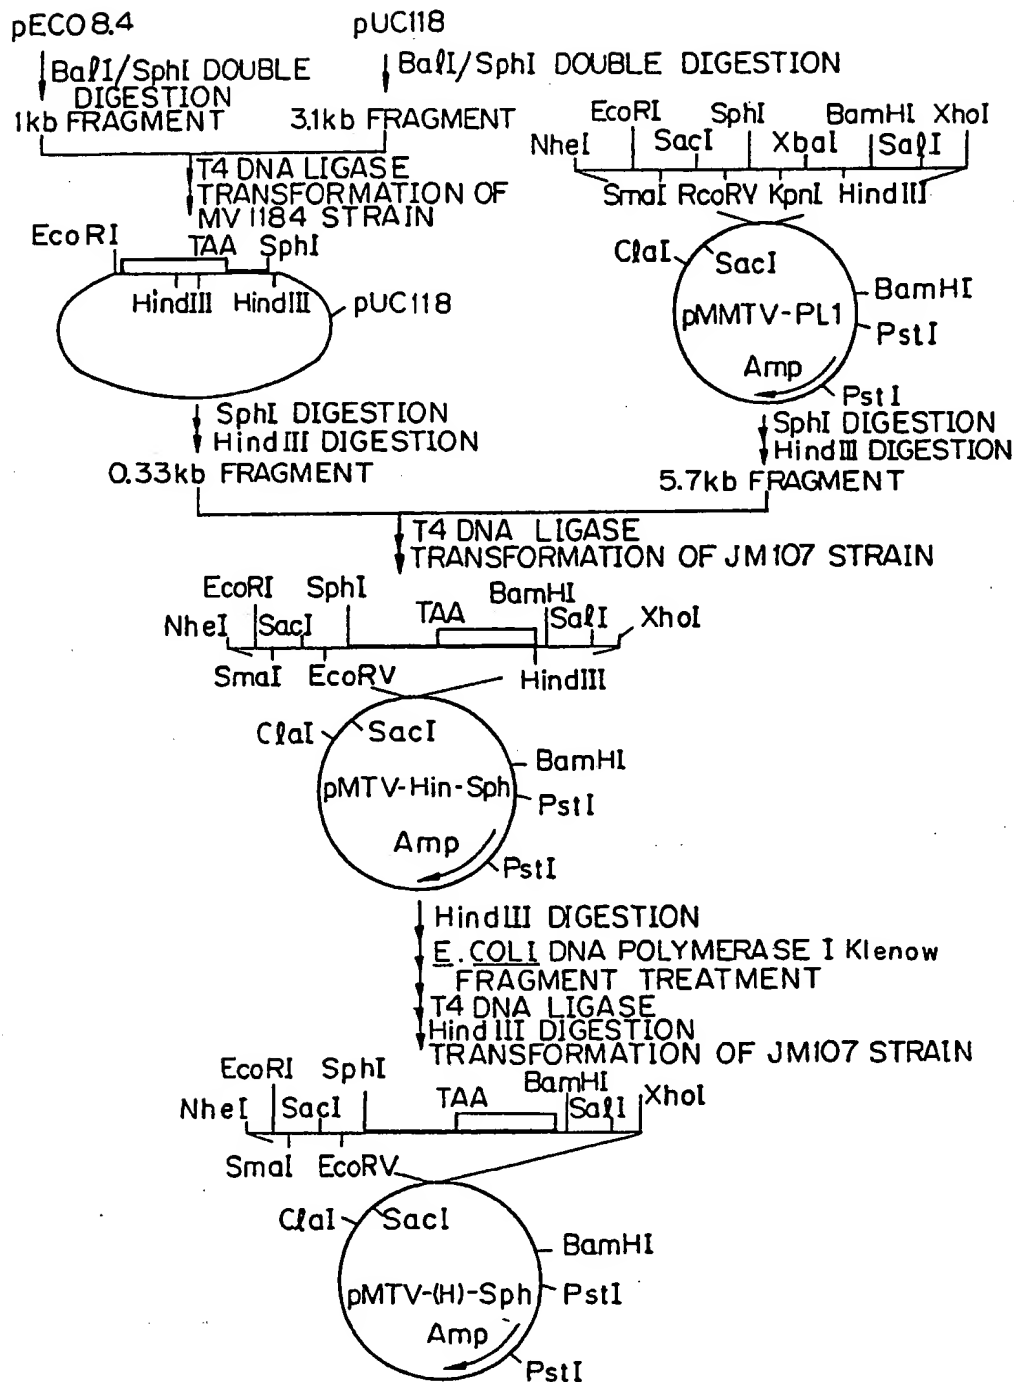 pECO8.4
pUC118
BalI/SphI DOUBLE
DIGESTION
BalI/SphI DOUBLE DIGESTION
1kb FRAGMENT
3.1kb FRAGMENT
T4 DNA LIGASE
TRANSFORMATION OF
MV 1184 STRAIN
EcoRI
SphI
BamHI
XhoI
NheI
SacI
XbaI
SalI
SmaI
RcoRV
KpnI
HindIII
EcoRI
TAA
SphI
HindIII
HindIII
pUC118
ClaI
SacI
pMMTV-PL1
BamHI
PstI
Amp
PstI
SphI DIGESTION
HindIII DIGESTION
0.33kb FRAGMENT
SphI DIGESTION
HindIII DIGESTION
5.7kb FRAGMENT
T4 DNA LIGASE
TRANSFORMATION OF JM107 STRAIN
EcoRI
SphI
TAA
BamHI
NheI
SacI
SalI
XhoI
SmaI
EcoRV
HindIII
ClaI
SacI
BamHI
pMTV-Hin-Sph
PstI
Amp
PstI
HindIII DIGESTION
E. COLI DNA POLYMERASE I Klenow
FRAGMENT TREATMENT
T4 DNA LIGASE
HindIII DIGESTION
TRANSFORMATION OF JM107 STRAIN
EcoRI
SphI
TAA
BamHI
XhoI
NheI
SacI
SalI
SmaI
EcoRV
ClaI
SacI
BamHI
pMTV-(H)-Sph
PstI
Amp
PstI